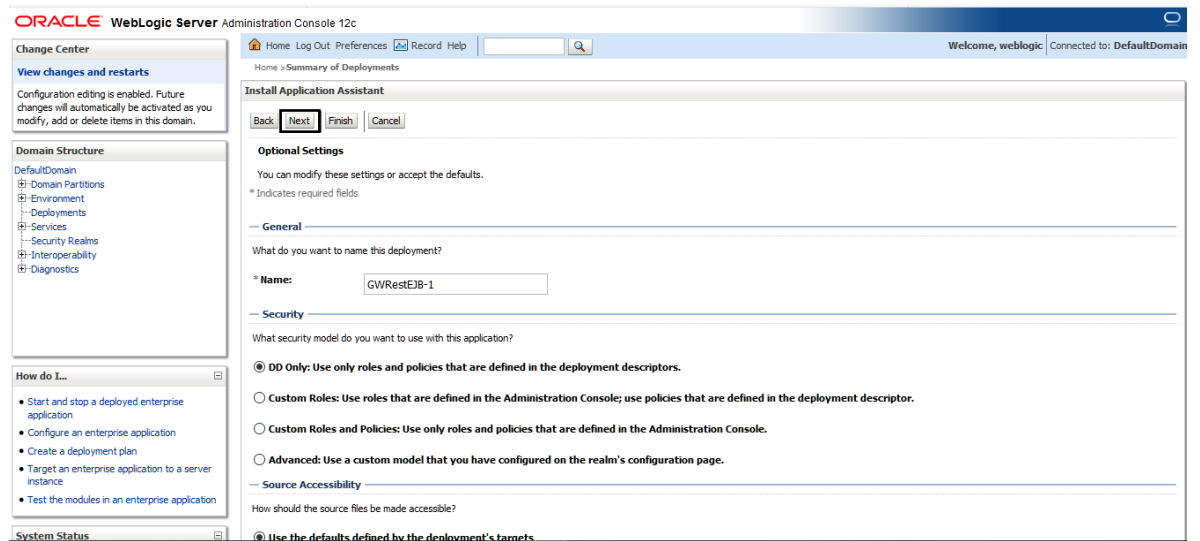 ORACLE WebLogic Server Administration Console 12c
Change Center
View changes and restarts
Configuration editing is enabled. Future
changes will automatically be activated as you
modify, add or delete items in this domain.
Domain Structure
DefaultDomain
Domain Partitions
Environment
Deployments
Services
Security Realms
Interoperability
Diagnostics
How do I...
Start and stop a deployed enterprise
application
Configure an enterprise application
Create a deployment plan
Target an enterprise application to a server
instance
Test the modules in an enterprise application
System Status
Home Log Out Preferences Record Help
Welcome, weblogic Connected to: DefaultDomain
Home >Summary of Deployments
Install Application Assistant
Back Next Finish Cancel
Optional Settings
You can modify these settings or accept the defaults.
* Indicates required fields
General
What do you want to name this deployment?
* Name: GWRestEJB-1
Security
What security model do you want to use with this application?
DD Only: Use only roles and policies that are defined in the deployment descriptors.
Custom Roles: Use roles that are defined in the Administration Console; use policies that are defined in the deployment descriptor.
Custom Roles and Policies: Use only roles and policies that are defined in the Administration Console.
Advanced: Use a custom model that you have configured on the realm's configuration page.
Source Accessibility
How should the source files be made accessible?
Use the defaults defined by the deployment's targets